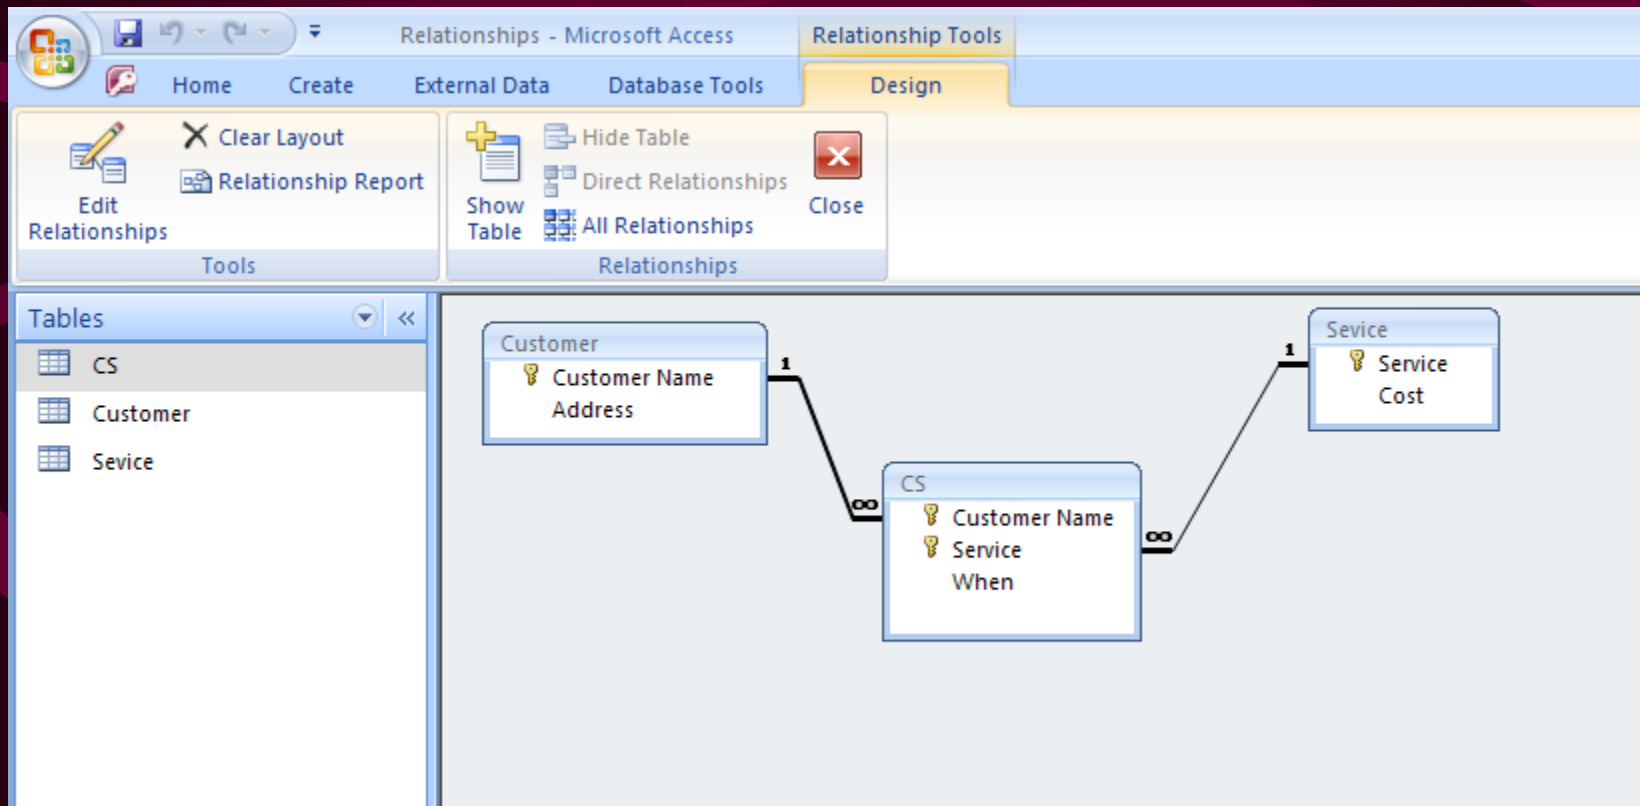 Relationships - Microsoft Access
Relationship Tools
Home
Create
External Data
Database Tools
Design
Edit
Relationships
Clear Layout
Relationship Report
Tools
Show
Table
Hide Table
Direct Relationships
All Relationships
Close
Relationships
Tables
CS
Customer
Sevice
Customer
Customer Name
Address
1
∞
CS
Customer Name
Service
When
∞
1
Sevice
Service
Cost